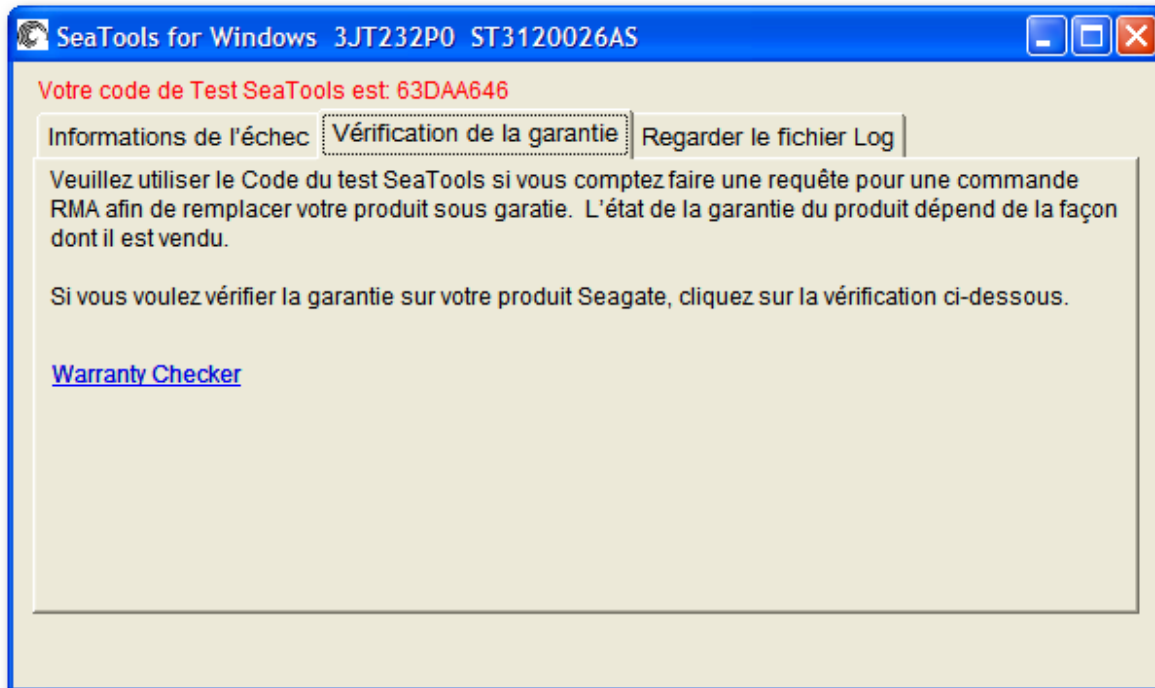 SeaTools for Windows 3JT232P0 ST3120026AS
Votre code de Test SeaTools est: 63DAA646
Informations de l'échec Vérification de la garantie Regarder le fichier Log
Veuillez utiliser le Code du test SeaTools si vous comptez faire une requête pour une commande
RMA afin de remplacer votre produit sous garatie. L'état de la garantie du produit dépend de la façon
dont il est vendu.
Si vous voulez vérifier la garantie sur votre produit Seagate, cliquez sur la vérification ci-dessous.
Warranty Checker